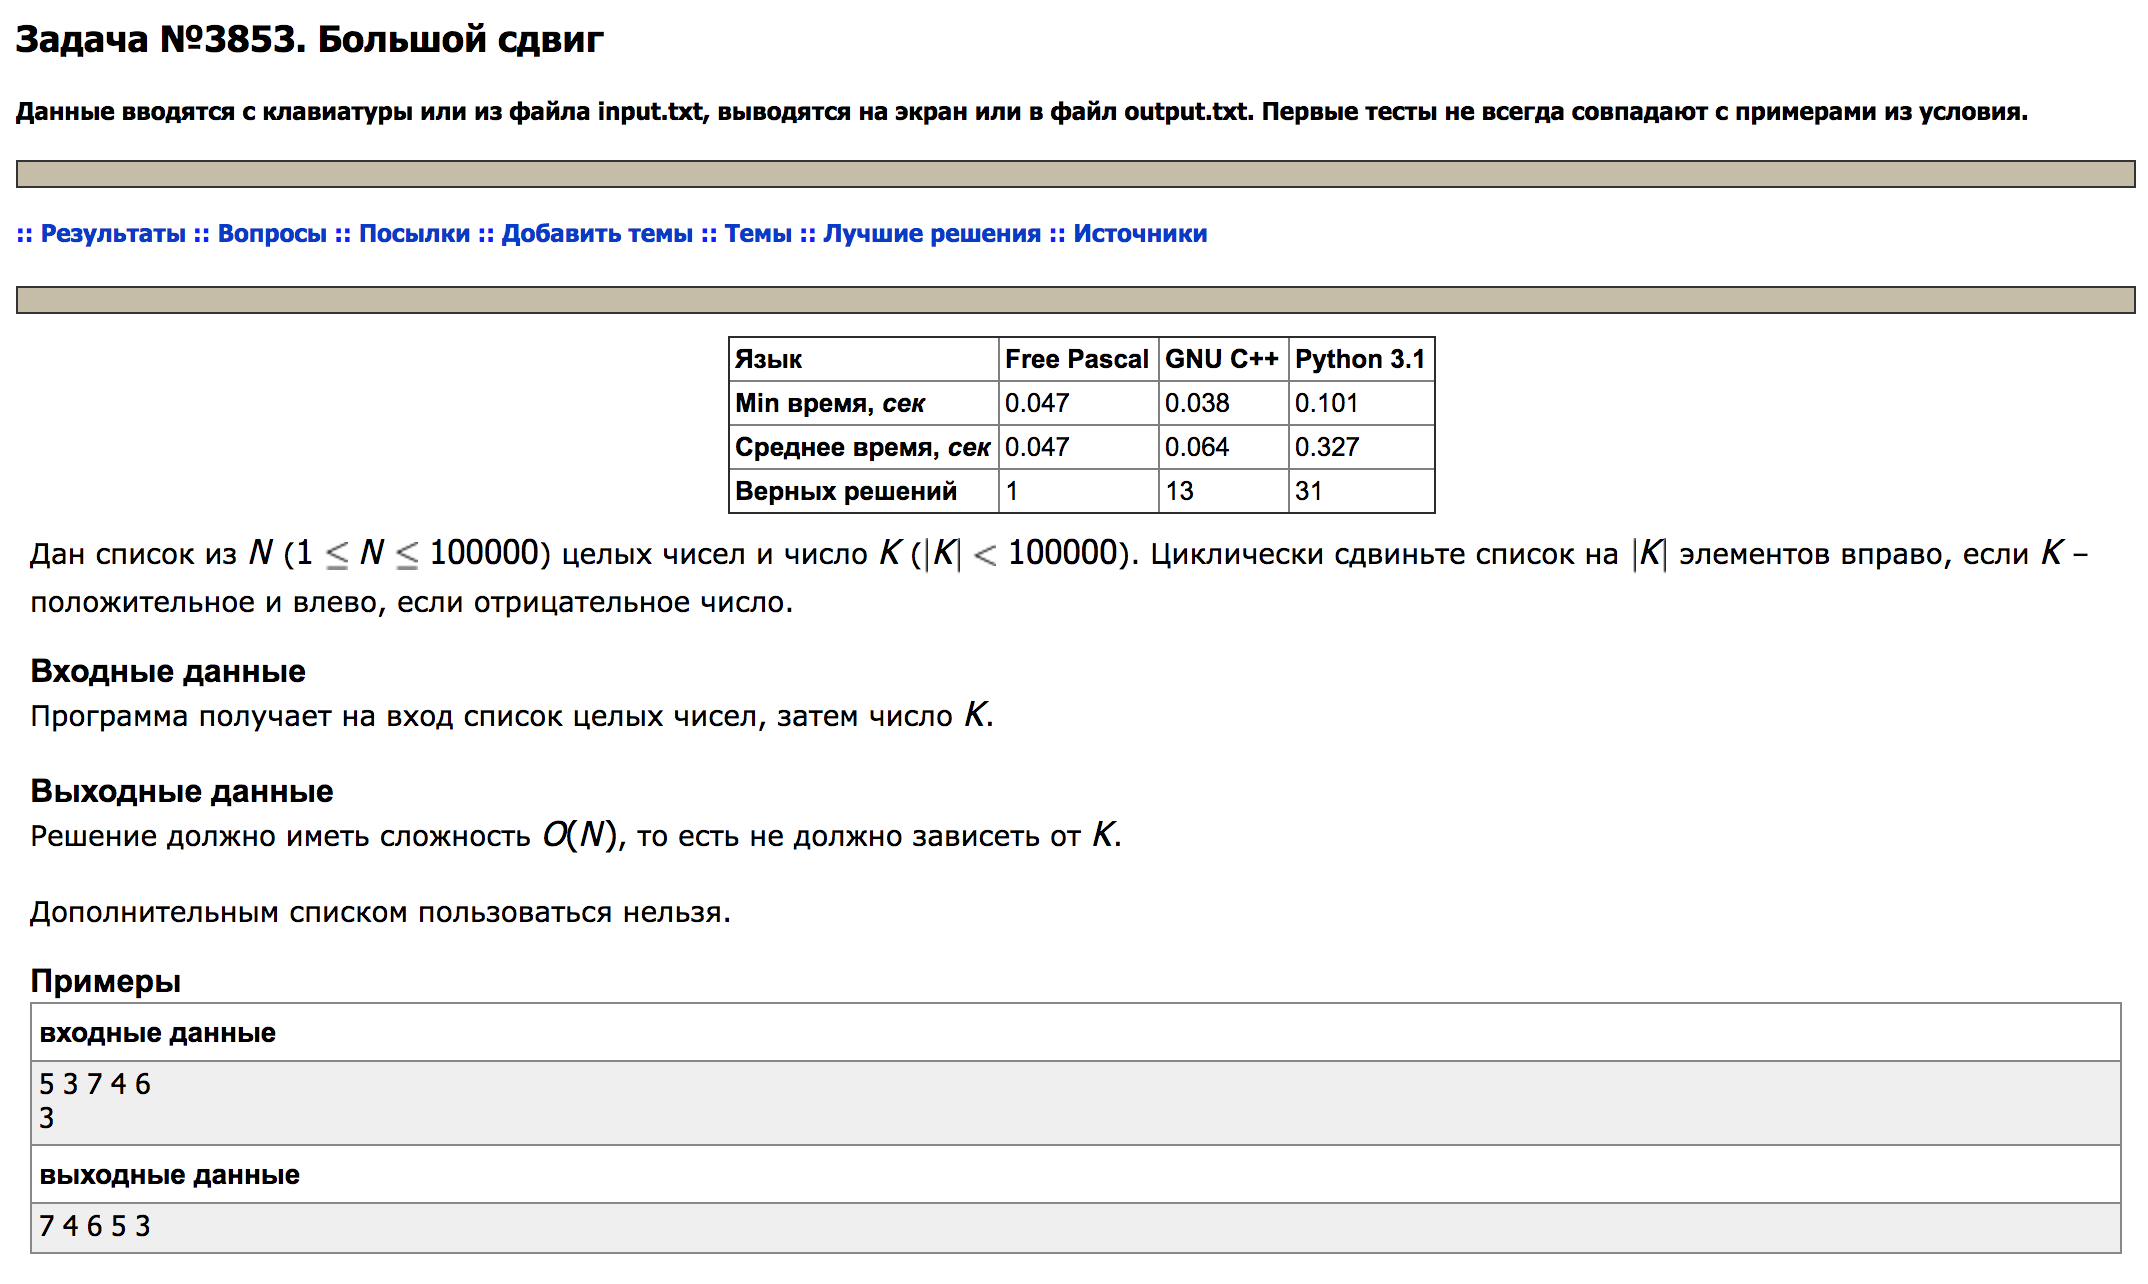 Задача №3853. Большой сдвиг
Данные вводятся с клавиатуры или из файла input.txt, выводятся на экран или в файл output.txt. Первые тесты не всегда совпадают с примерами из условия.
:: Результаты :: Вопросы :: Посылки :: Добавить темы :: Темы :: Лучшие решения :: Источники
Язык Free Pascal GNU C++ Python 3.1
Min время, сек 0.047 0.038 0.101
Среднее время, сек 0.047 0.064 0.327
Верных решений 1 13 31
Дан список из N (1 ≤ N ≤ 100000) целых чисел и число K (|K| < 100000). Циклически сдвиньте список на |K| элементов вправо, если K –
положительное и влево, если отрицательное число.
Входные данные
Программа получает на вход список целых чисел, затем число K.
Выходные данные
Решение должно иметь сложность O(N), то есть не должно зависеть от K.
Дополнительным списком пользоваться нельзя.
Примеры
входные данные
5 3 7 4 6
3
выходные данные
7 4 6 5 3